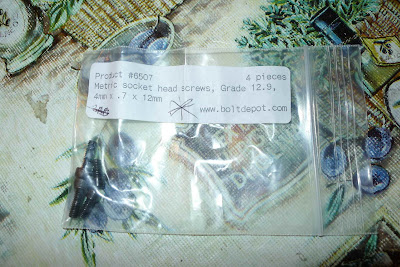 Product #6507 4 pieces
Metric socket head screws, Grade 12.9,
4mm x .7 x 12mm
www.boltdepot.com